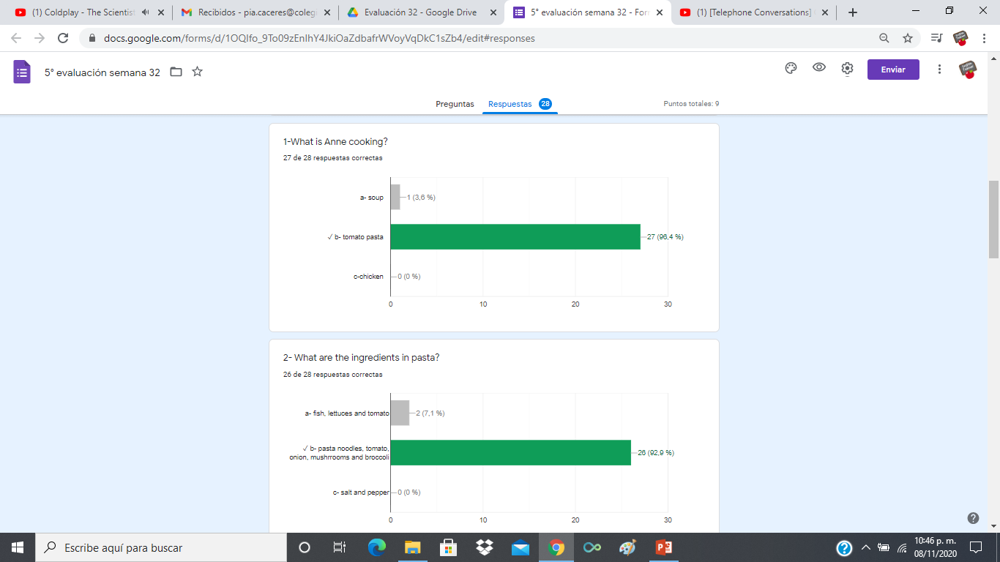 (1) Coldplay - The Scientist
Recibidos - pia.caceres@coleg
Evaluación 32 - Google Drive
5° evaluación semana 32 - For
(1) [Telephone Conversations]
docs.google.com/forms/d/1OQIfo_9To09zEnIhY4JkiOaZdbafrWVoyVqDkC1sZb4/edit#responses
5° evaluación semana 32
Enviar
Preguntas
Respuestas 28
Puntos totales: 9
1-What is Anne cooking?
27 de 28 respuestas correctas
a- soup
1 (3,6 %)
✓ b- tomato pasta
27 (96,4 %)
c-chicken
0 (0 %)
0 10 20 30
2- What are the ingredients in pasta?
26 de 28 respuestas correctas
a- fish, lettuces and tomato
2 (7,1 %)
✓ b- pasta noodles, tomato,
onion, mushrrooms and broccoli
26 (92,9 %)
c- salt and pepper
0 (0 %)
0 10 20 30
Escribe aquí para buscar
10:46 p. m.
08/11/2020